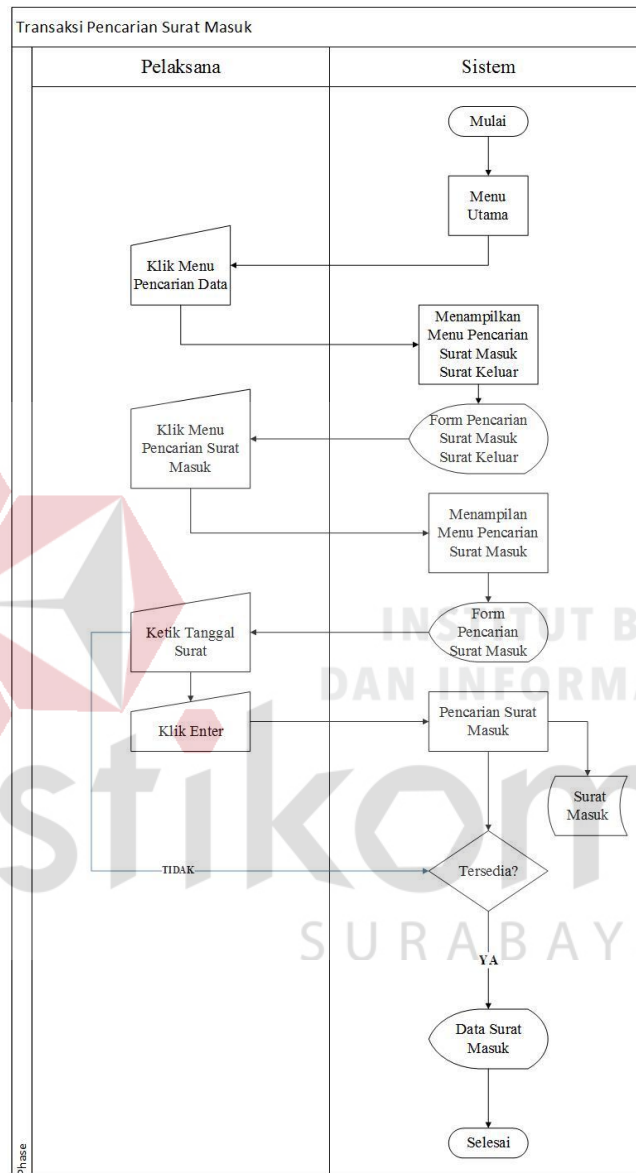 Transaksi Pencarian Surat Masuk
Pelaksana
Sistem
Mulai
Menu
Utama
Klik Menu
Pencarian Data
Menampilkan
Menu Pencarian
Surat Masuk
Surat Keluar
Form Pencarian
Surat Masuk
Surat Keluar
Klik Menu
Pencarian Surat
Masuk
Menampilan
Menu Pencarian
Surat Masuk
Form
Pencarian
Surat Masuk
Ketik Tanggal
Surat
Klik Enter
Pencarian Surat
Masuk
Surat
Masuk
Tersedia?
TIDAK
YA
Data Surat
Masuk
Selesai
Phase
INSTITUT B
DAN INFORMA
stikom
SURABAY